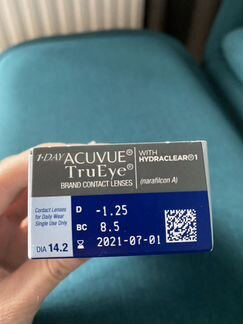 1·DAY ACUVUE® WITH
TruEye® HYDRACLEAR®1
BRAND CONTACT LENSES (narafilcon A)
Contact Lenses
for Daily Wear
Single Use Only
DIA 14.2
D -1.25
BC 8.5
2021-07-01